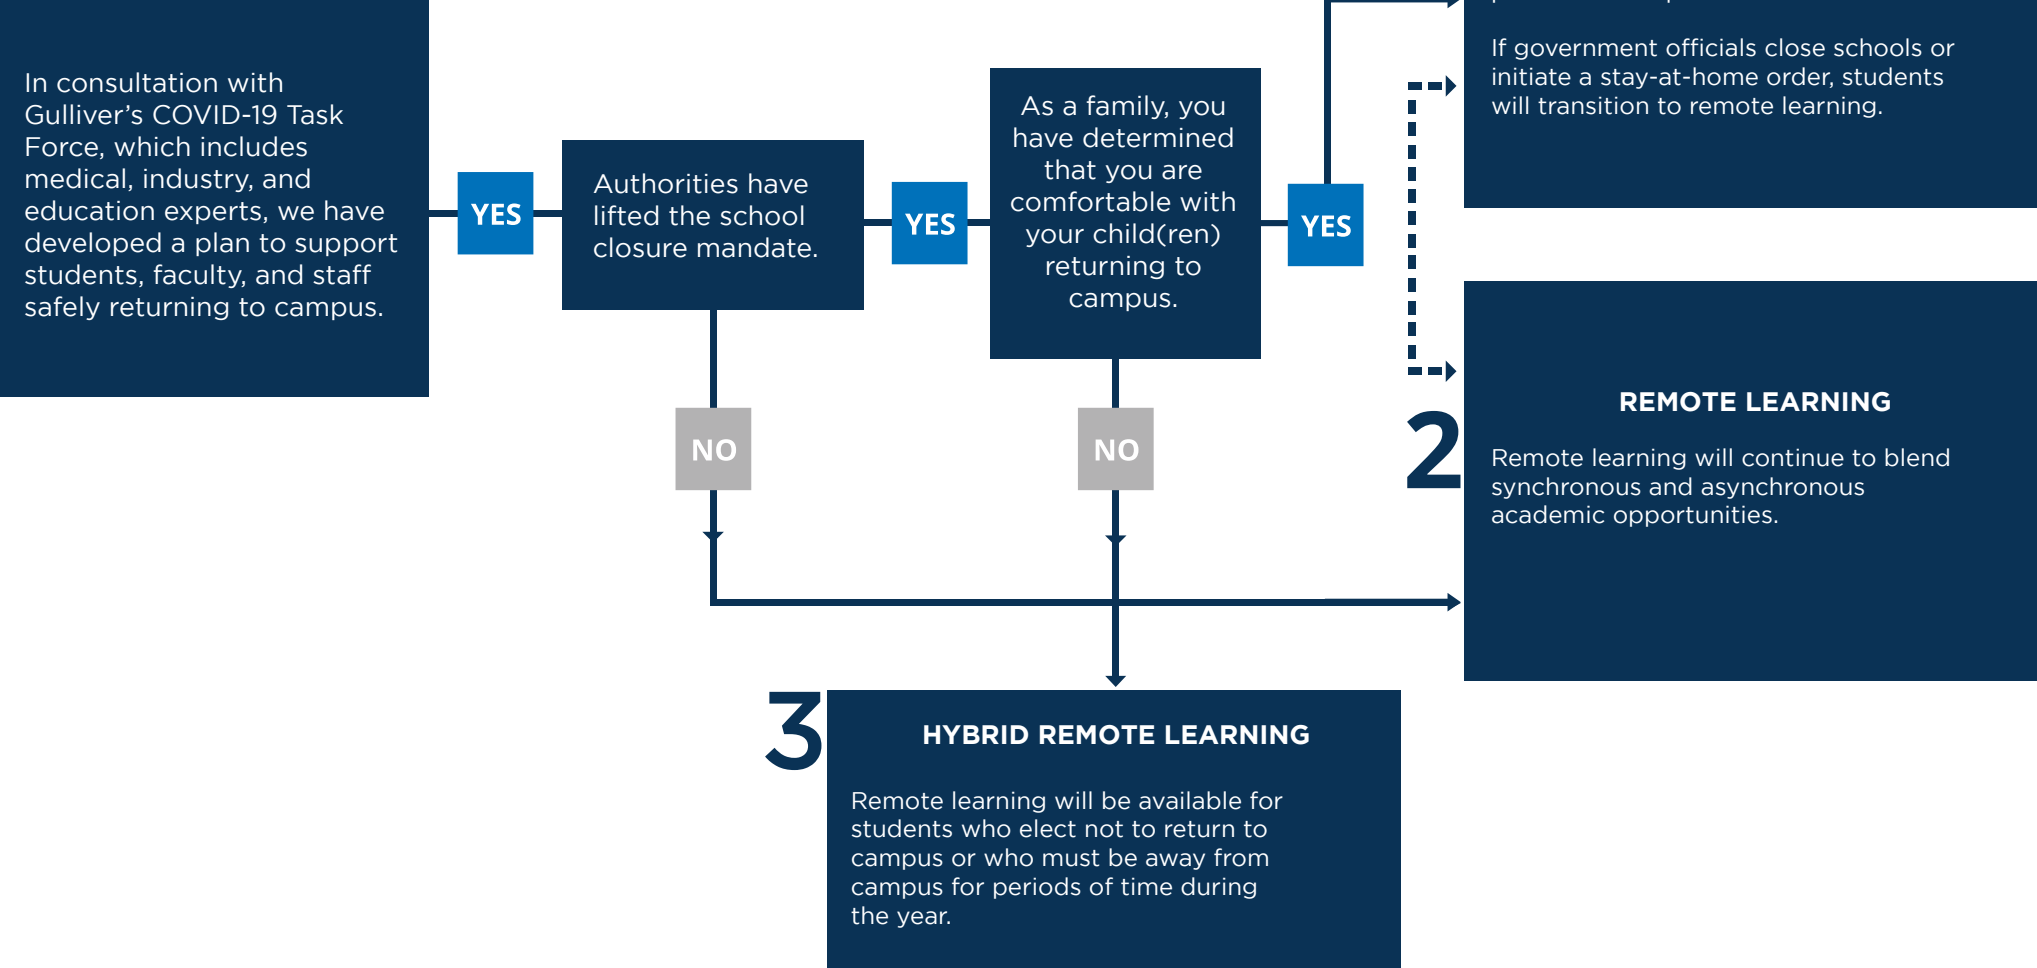 In consultation with
Gulliver’s COVID-19 Task
Force, which includes
medical, industry, and
education experts, we have
developed a plan to support
students, faculty, and staff
safely returning to campus.
YES
Authorities have
lifted the school
closure mandate.
YES
As a family, you
have determined
that you are
comfortable with
your child(ren)
returning to
campus.
YES
If government officials close schools or
initiate a stay-at-home order, students
will transition to remote learning.
NO
NO
2
REMOTE LEARNING
Remote learning will continue to blend
synchronous and asynchronous
academic opportunities.
3
HYBRID REMOTE LEARNING
Remote learning will be available for
students who elect not to return to
campus or who must be away from
campus for periods of time during
the year.